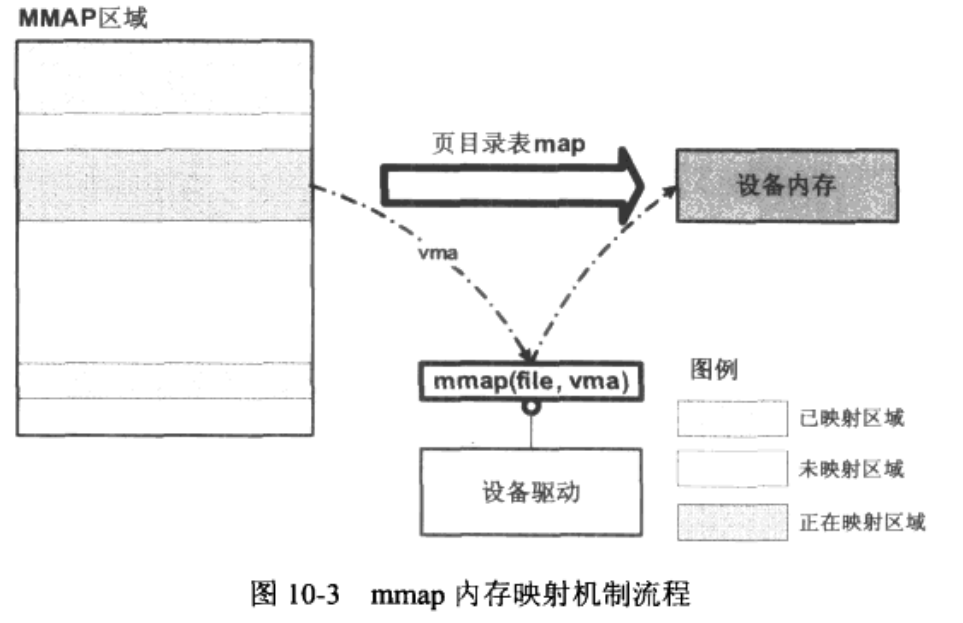 MMAP区域
页目录表map
设备内存
vma
mmap(file, vma)
设备驱动
图例
已映射区域
未映射区域
正在映射区域
图 10-3 mmap 内存映射机制流程